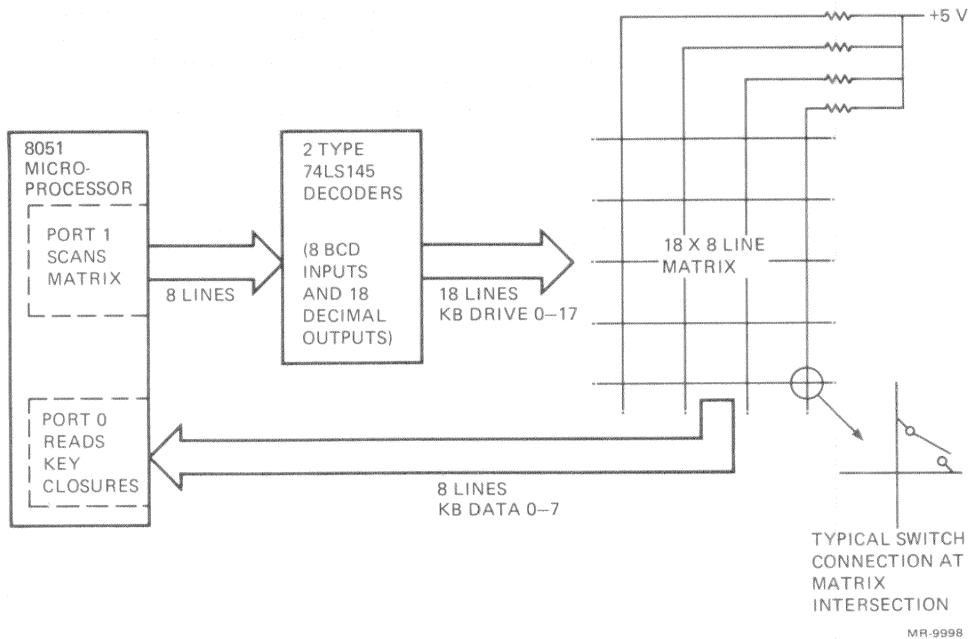 +5 V
8051
MICRO-
PROCESSOR
PORT 1
SCANS
MATRIX
8 LINES
2 TYPE
74LS145
DECODERS
(8 BCD
INPUTS
AND 18
DECIMAL
OUTPUTS)
18 LINES
KB DRIVE 0–17
18 X 8 LINE
MATRIX
PORT 0
READS
KEY
CLOSURES
8 LINES
KB DATA 0–7
TYPICAL SWITCH
CONNECTION AT
MATRIX
INTERSECTION
MR-9998